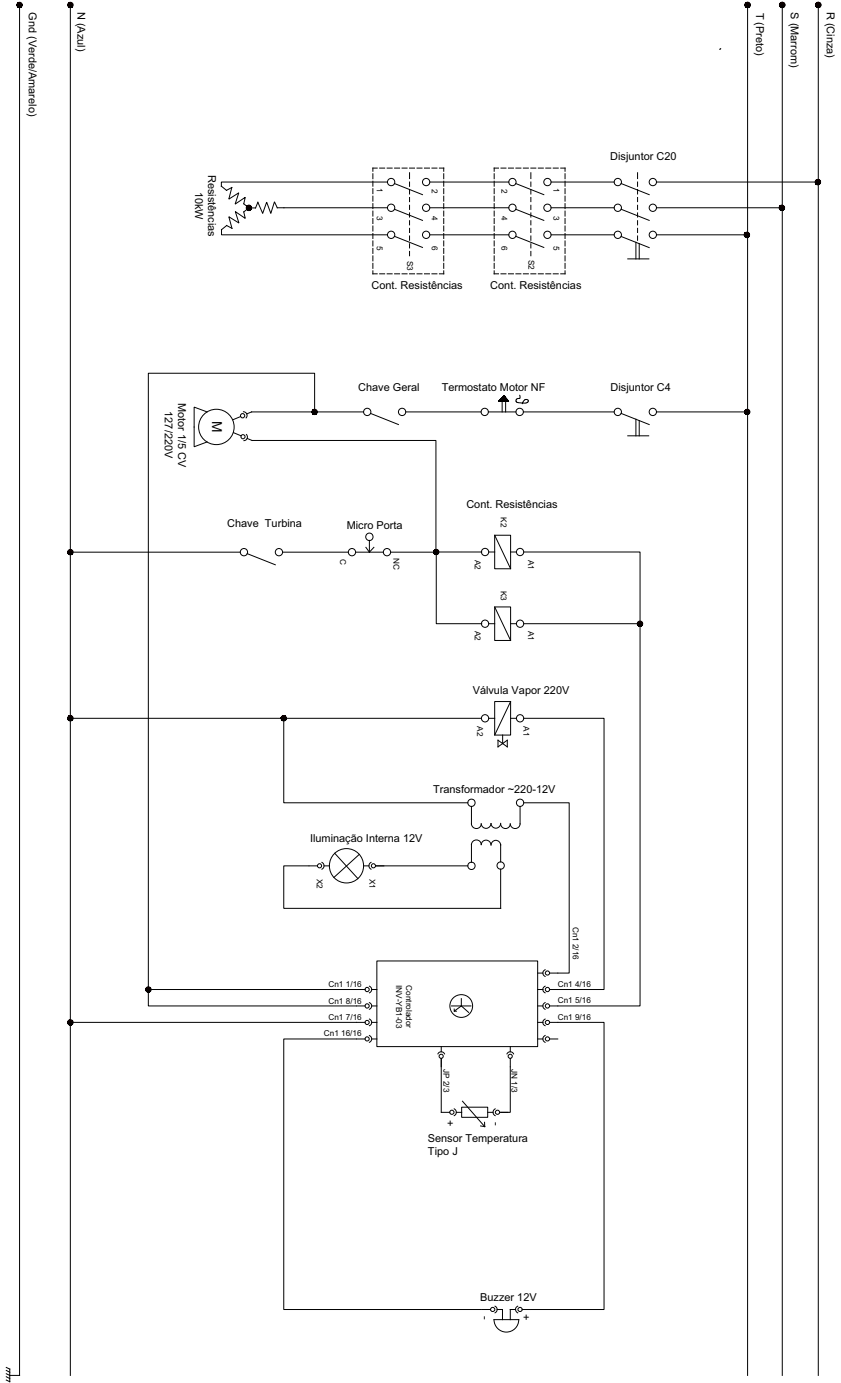 R (Cinza)
S (Marrom)
T (Preto)
N (Azul)
Gnd (Verde/Amarelo)
Disjuntor C20
1
3
5
2
4
6
S2
Cont. Resistências
2
4
6
1
3
5
S3
Cont. Resistências
Resistências
10kW
Disjuntor C4
Termostato Motor NF
Chave Geral
M
Motor 1/5 CV
127/220V
Cont. Resistências
K2
A1
A2
K3
A1
A2
Micro Porta
NC
C
Chave Turbina
Válvula Vapor 220V
A1
A2
Transformador ~220-12V
Iluminação Interna 12V
X1
X2
Cn1 2/16
Cn1 4/16
Cn1 5/16
Cn1 9/16
Cn1 1/16
Cn1 8/16
Cn1 7/16
Cn1 16/16
Controlador
INV-YB1-03
JP 2/3
JN 1/3
+
-
Sensor Temperatura
Tipo J
Buzzer 12V
-
+